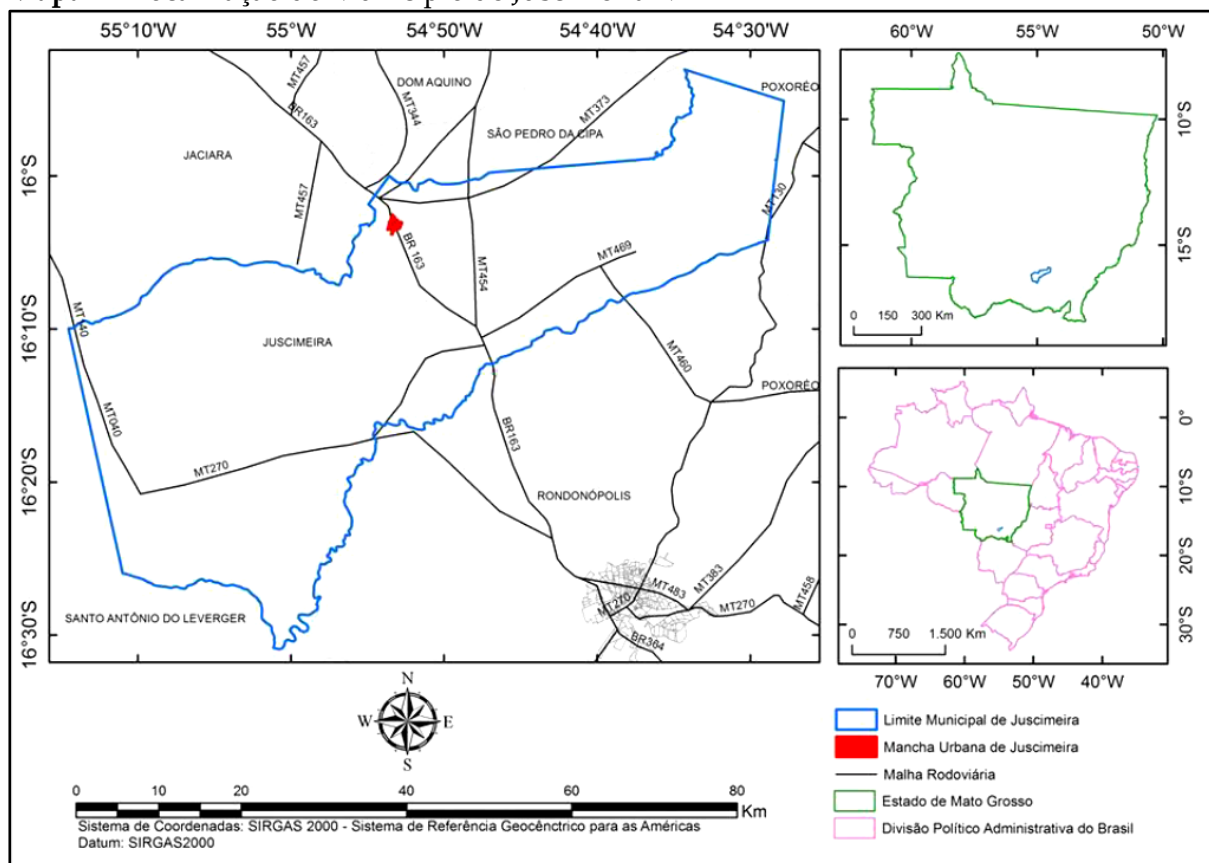 55°10'W 55°0'W 54°50'W 54°40'W 54°30'W
60°W 55°W 50°W
16°S
16°10'S
16°20'S
16°30'S
MT457
DOM AQUINO
MT344
BR163
POXORÉO
MT373
SÃO PEDRO DA CIPA
JACIARA
MT457
MT130
BR 163
MT469
MT454
MT140
JUSCIMEIRA
MT460
POXORÉO
MT040
BR163
MT270
RONDONÓPOLIS
MT483
MT383
MT458
MT270
MT270
SANTO ANTÔNIO DO LEVERGER
BR364
10°S
15°S
0 150 300 Km
0°
10°S
20°S
30°S
0 750 1.500 Km
70°W 60°W 50°W 40°W
N
W E
S
Limite Municipal de Juscimeira
Mancha Urbana de Juscimeira
Malha Rodoviária
Estado de Mato Grosso
Divisão Político Administrativa do Brasil
0 10 20 40 60 80
Km
Sistema de Coordenadas: SIRGAS 2000 - Sistema de Referência Geocênctrico para as Américas
Datum: SIRGAS2000